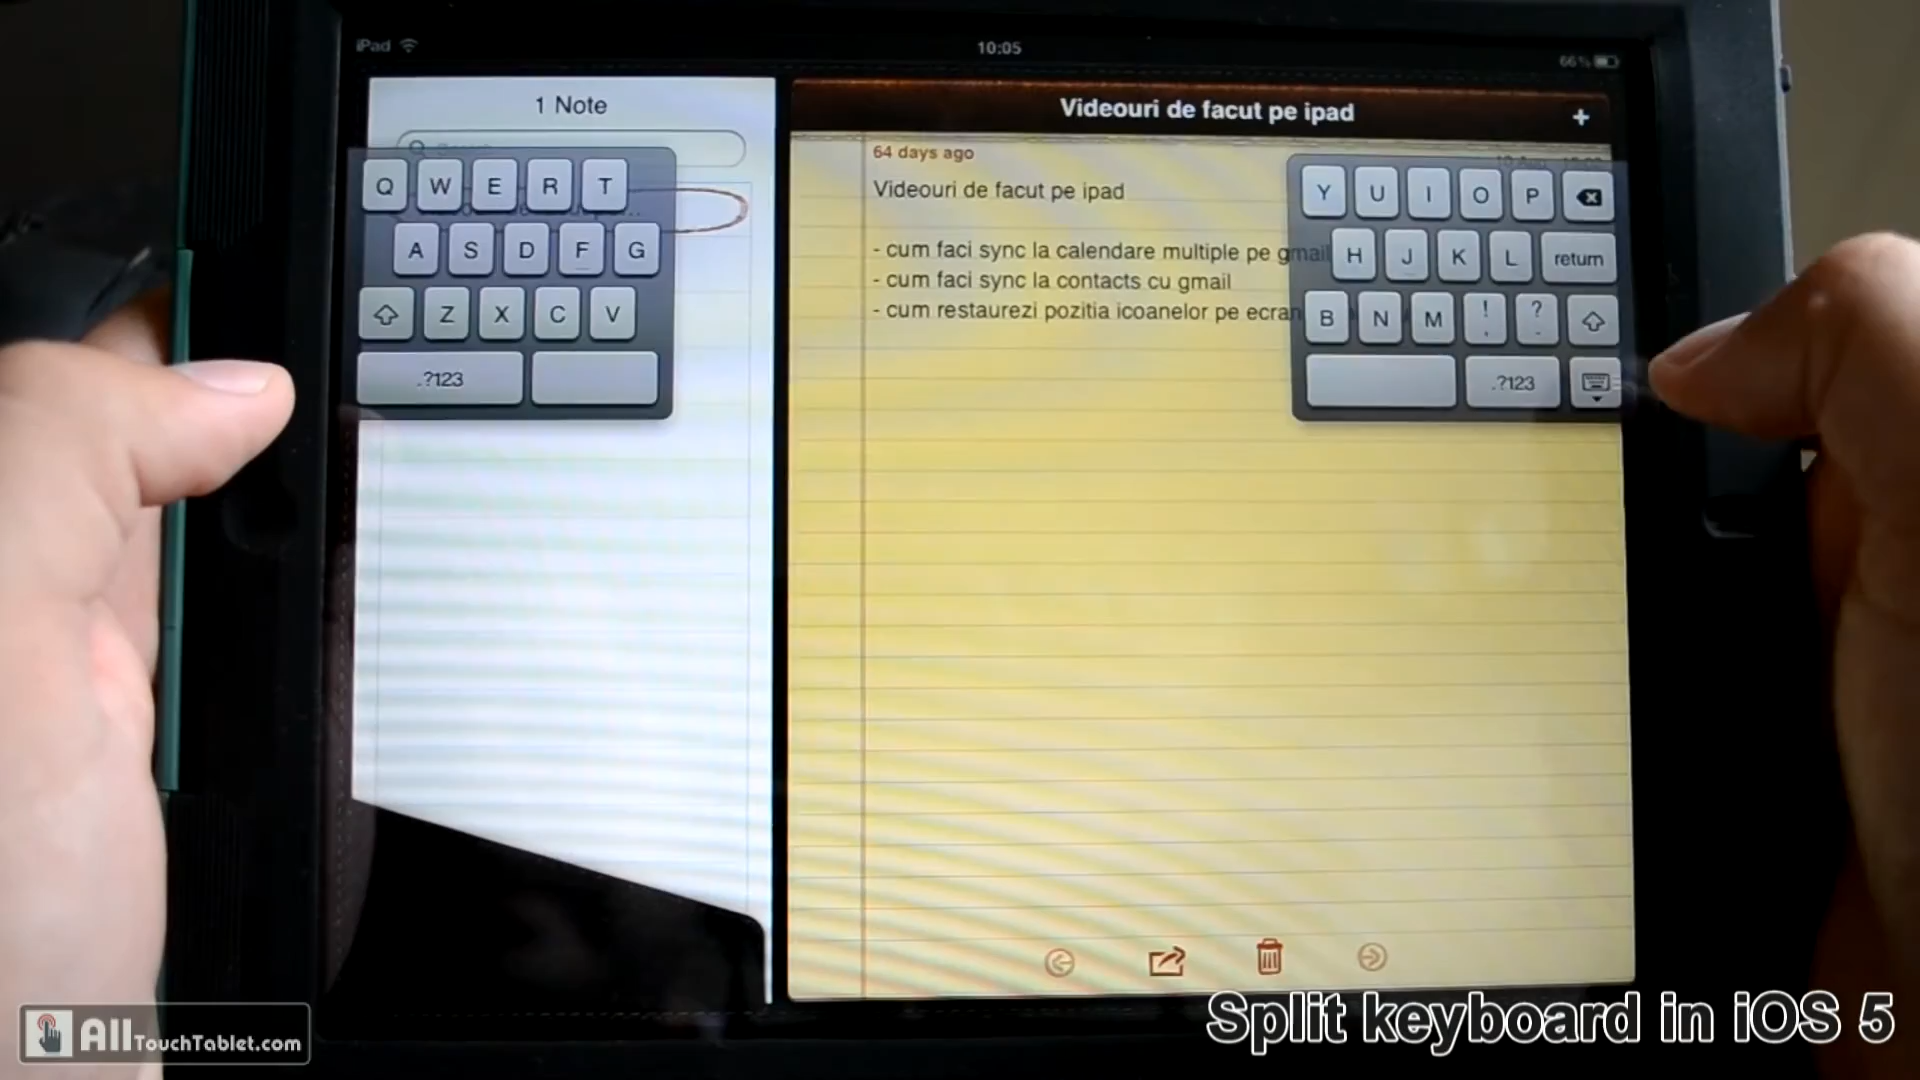 iPad
10:05
66%
1 Note
Videouri de facut pe ipad
+
64 days ago
Videouri de facut pe ipad
- cum faci sync la calendare multiple pe gmail
- cum faci sync la contacts cu gmail
- cum restaurezi pozitia icoanelor pe ecran
Q W E R T
A S D F G
Z X C V
.?123
Y U I O P
H J K L return
B N M ! , ? .
.?123
AllTouchTablet.com
Split keyboard in iOS 5